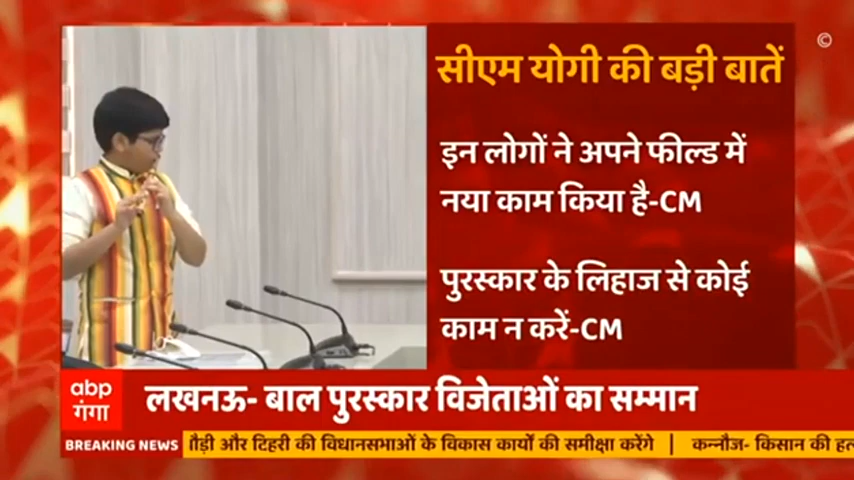 ©
सीएम योगी की बड़ी बातें
इन लोगों ने अपने फील्ड में
नया काम किया है-CM
पुरस्कार के लिहाज से कोई
काम न करें-CM
abp
गंगा
लखनऊ- बाल पुरस्कार विजेताओं का सम्मान
BREAKING NEWS
और टिहरी की विधानसभाओं के विकास कार्यों की समीक्षा करेंगे | कन्नौज- किसान की